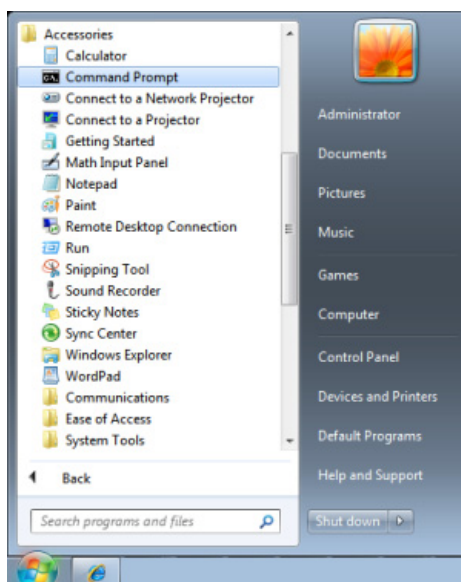 Accessories
Calculator
Command Prompt
Connect to a Network Projector
Connect to a Projector
Getting Started
Math Input Panel
Notepad
Paint
Remote Desktop Connection
Run
Snipping Tool
Sound Recorder
Sticky Notes
Sync Center
Windows Explorer
WordPad
Communications
Ease of Access
System Tools
Back
Search programs and files
Administrator
Documents
Pictures
Music
Games
Computer
Control Panel
Devices and Printers
Default Programs
Help and Support
Shut down